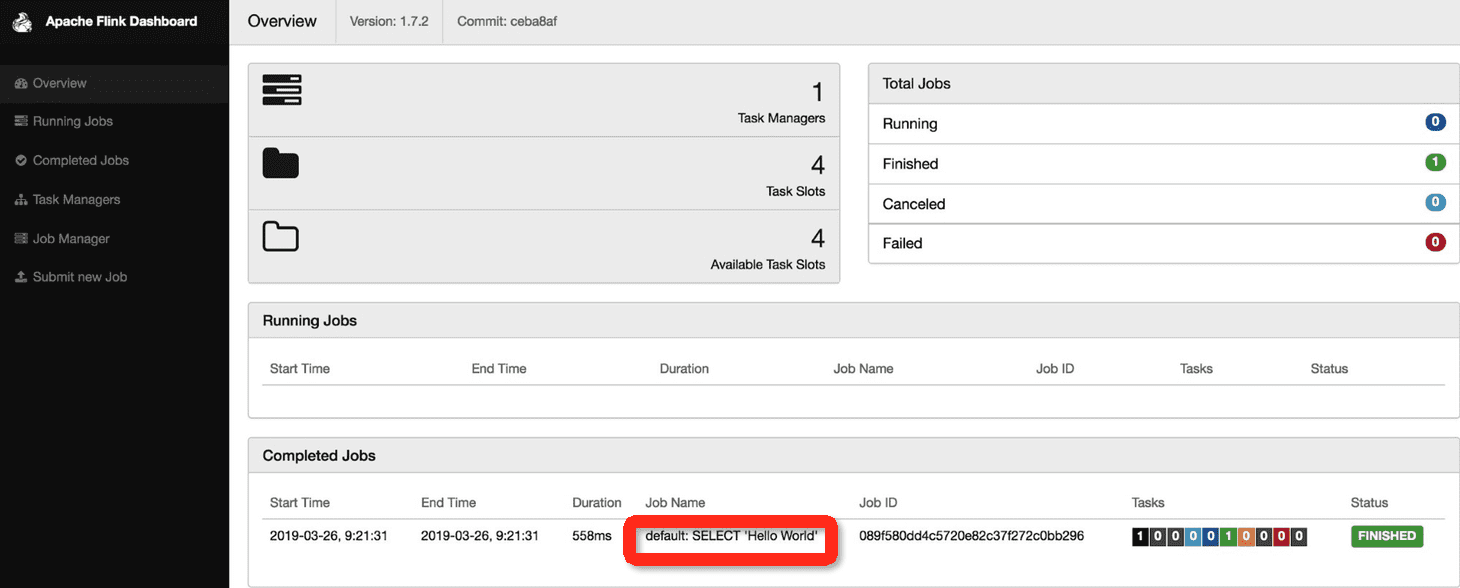 Apache Flink Dashboard
Overview
Running Jobs
Completed Jobs
Task Managers
Job Manager
Submit new Job
Overview Version: 1.7.2 Commit: ceba8af
1
Task Managers
4
Task Slots
4
Available Task Slots
Total Jobs
Running 0
Finished 1
Canceled 0
Failed 0
Running Jobs
Start Time End Time Duration Job Name Job ID Tasks Status
Completed Jobs
Start Time End Time Duration Job Name Job ID Tasks Status
2019-03-26, 9:21:31 2019-03-26, 9:21:31 558ms default: SELECT 'Hello World' 089f580dd4c5720e82c37f272c0bb296 1 0 0 0 0 1 0 0 0 0 FINISHED